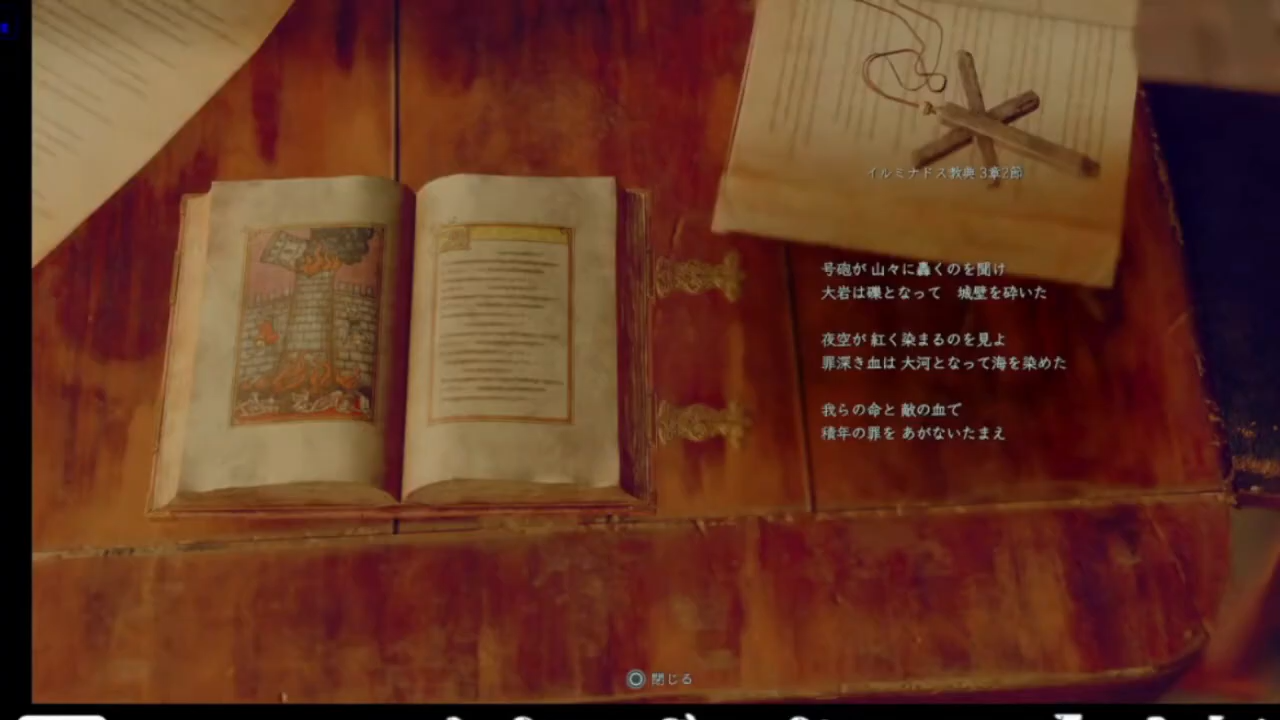 イルミナドス教典 3章2節
号砲が 山々に轟くのを聞け
大岩は礫となって　城壁を砕いた
夜空が 紅く染まるのを見よ
罪深き血は 大河となって海を染めた
我らの命と 敵の血で
積年の罪を あがないたまえ
閉じる